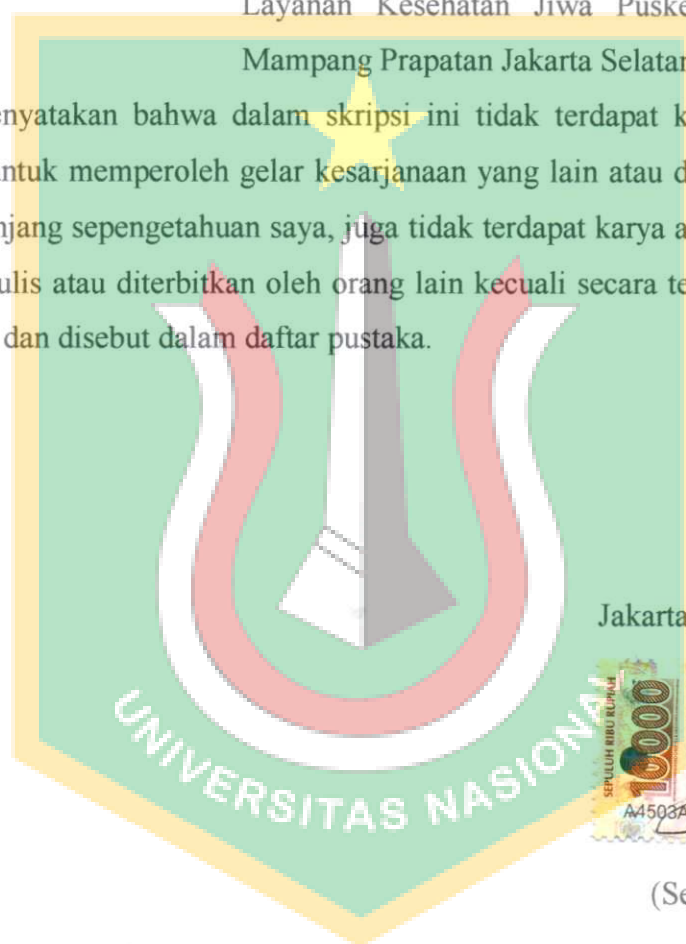 Layanan Kesehatan Jiwa Puske
Mampang Prapatan Jakarta Selatan
enyatakan bahwa dalam skripsi ini tidak terdapat k
untuk memperoleh gelar kesarjanaan yang lain atau d
njang sepengetahuan saya, juga tidak terdapat karya a
ulis atau diterbitkan oleh orang lain kecuali secara te
dan disebut dalam daftar pustaka.
Jakarta
SEPULUH RIBU RUPIAH
10000
A4503A
UNIVERSITAS NASIONAL
(Se